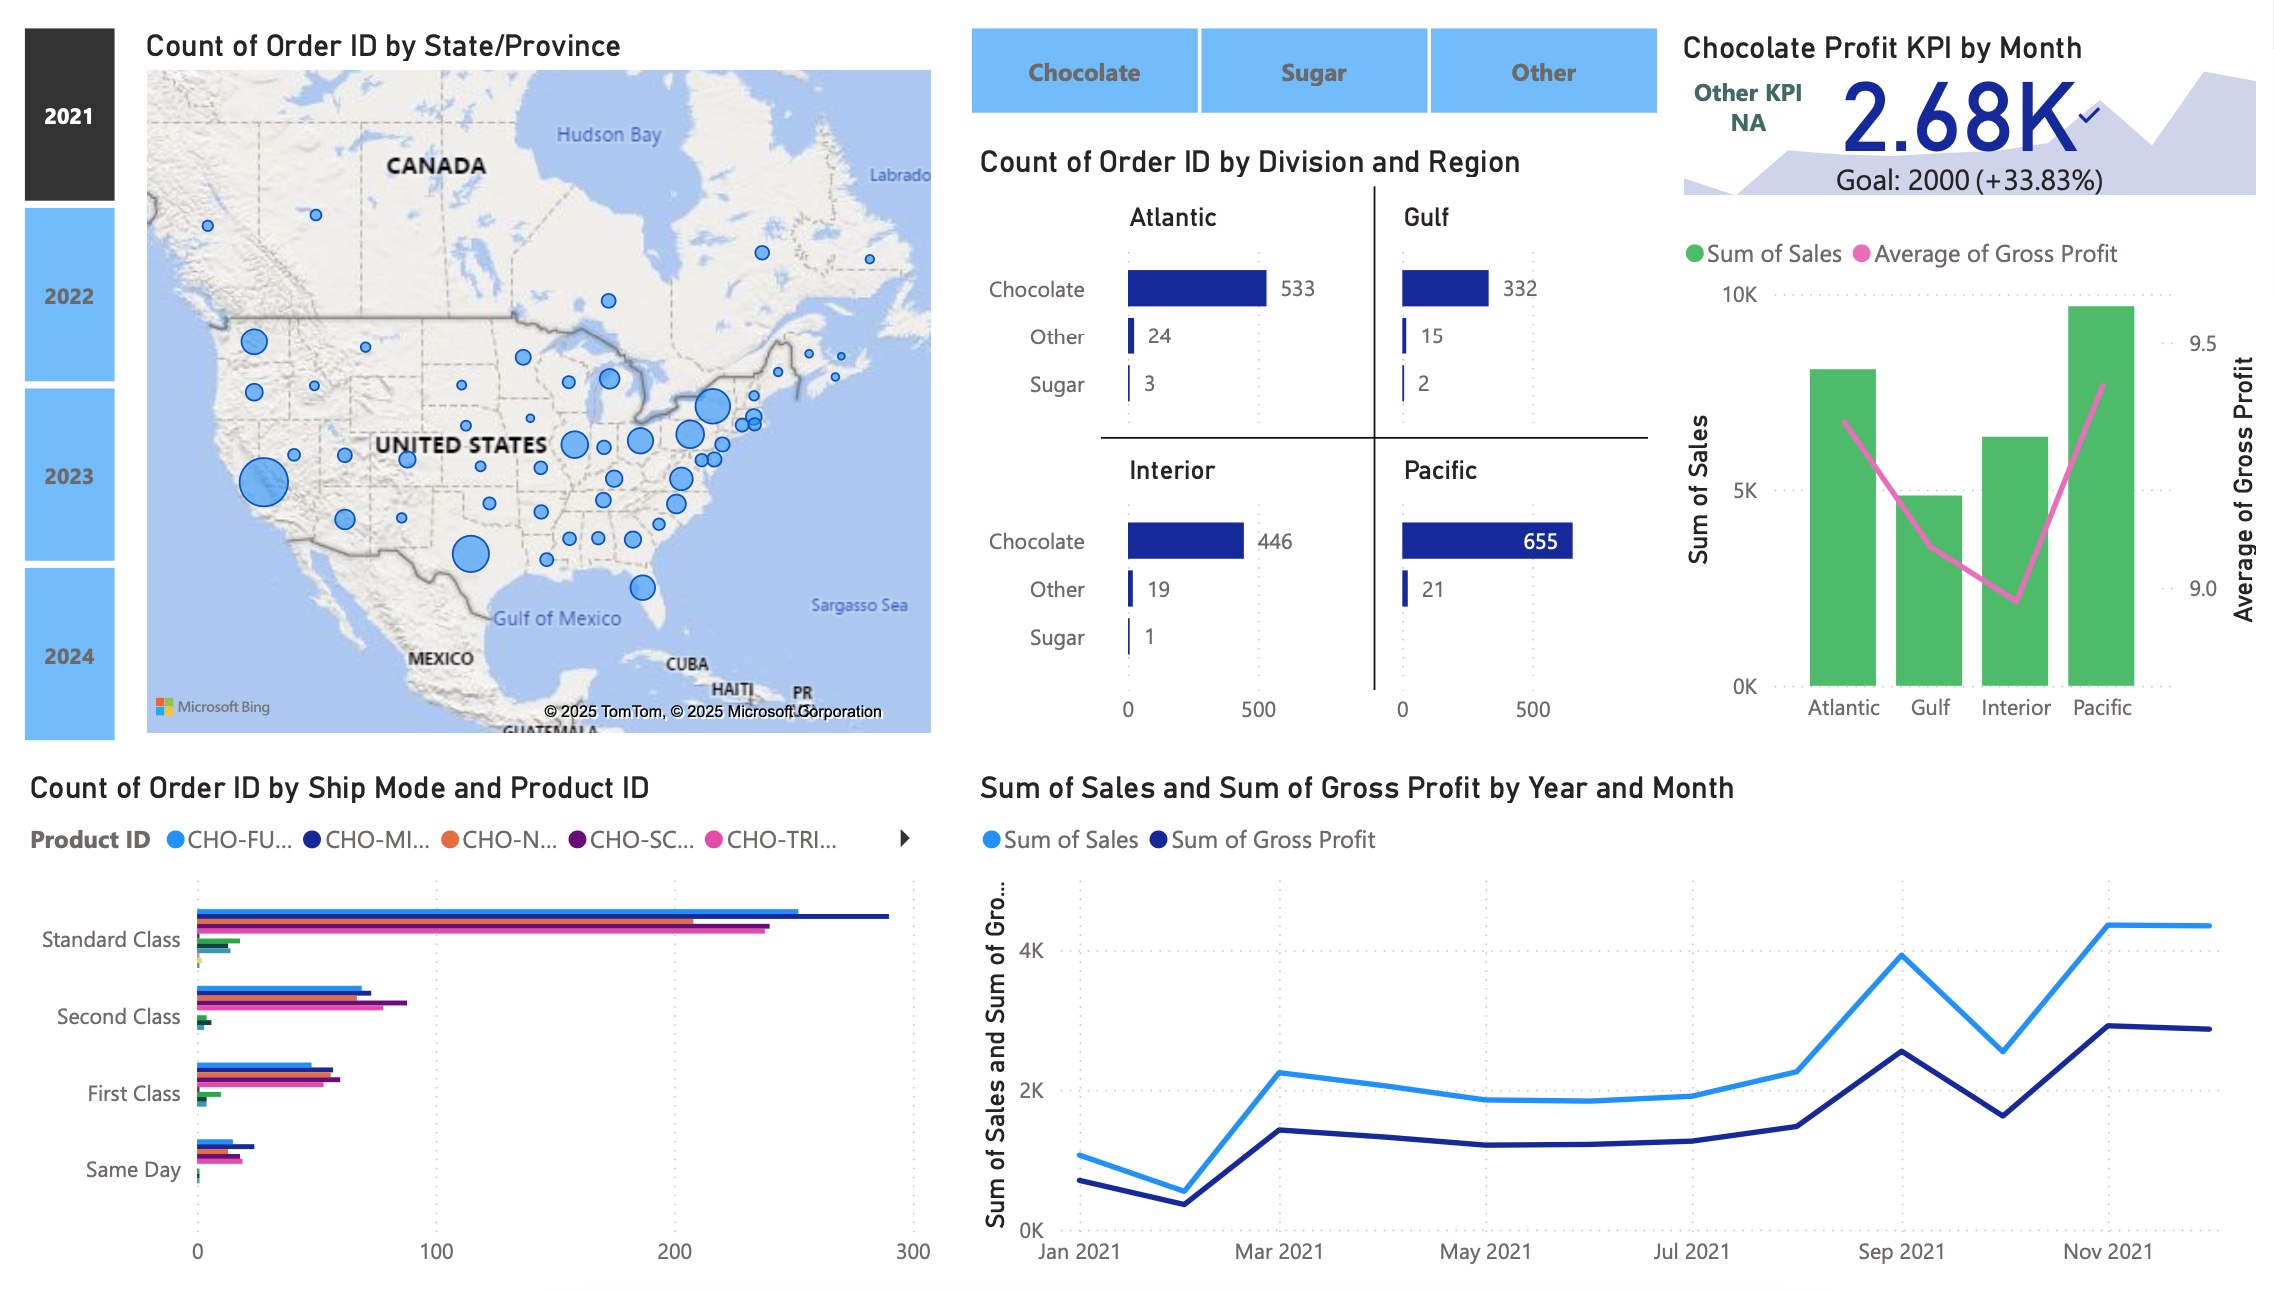 2021
2022
2023
2024
Count of Order ID by State/Province
Hudson Bay
CANADA
Labrado
UNITED STATES
Gulf of Mexico
Sargasso Sea
MEXICO
CUBA
HAITI
PR
GUATEMALA
Microsoft Bing
© 2025 TomTom, © 2025 Microsoft Corporation
Chocolate
Sugar
Other
Count of Order ID by Division and Region
Atlantic
Gulf
Chocolate
533
332
Other
24
15
Sugar
3
2
Interior
Pacific
Chocolate
446
655
Other
19
21
Sugar
1
0
500
0
500
Chocolate Profit KPI by Month
Other KPI
NA
2.68K
Goal: 2000 (+33.83%)
Sum of Sales
Average of Gross Profit
10K
5K
0K
Sum of Sales
9.5
9.0
Average of Gross Profit
Atlantic
Gulf
Interior
Pacific
Count of Order ID by Ship Mode and Product ID
Product ID
CHO-FU...
CHO-MI...
CHO-N...
CHO-SC...
CHO-TRI...
Standard Class
Second Class
First Class
Same Day
0
100
200
300
Sum of Sales and Sum of Gross Profit by Year and Month
Sum of Sales
Sum of Gross Profit
Sum of Sales and Sum of Gro...
4K
2K
0K
Jan 2021
Mar 2021
May 2021
Jul 2021
Sep 2021
Nov 2021